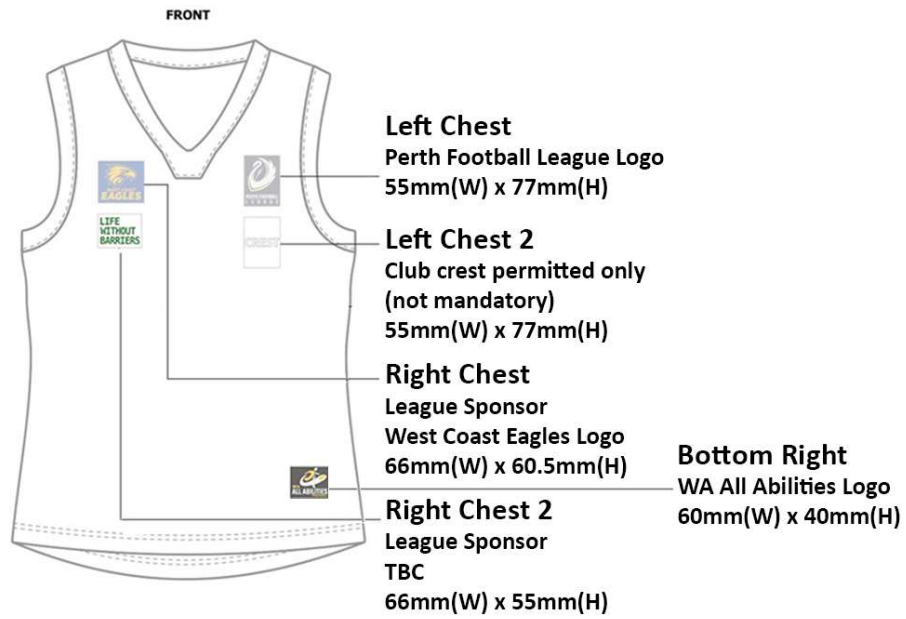 FRONT
EAGLES
LIFE
WITHOUT
BARRIERS
CREST
ALL ABILITIES
Left Chest
Perth Football League Logo
55mm(W) x 77mm(H)
Left Chest 2
Club crest permitted only
(not mandatory)
55mm(W) x 77mm(H)
Right Chest
League Sponsor
West Coast Eagles Logo
66mm(W) x 60.5mm(H)
Right Chest 2
League Sponsor
TBC
66mm(W) x 55mm(H)
Bottom Right
WA All Abilities Logo
60mm(W) x 40mm(H)